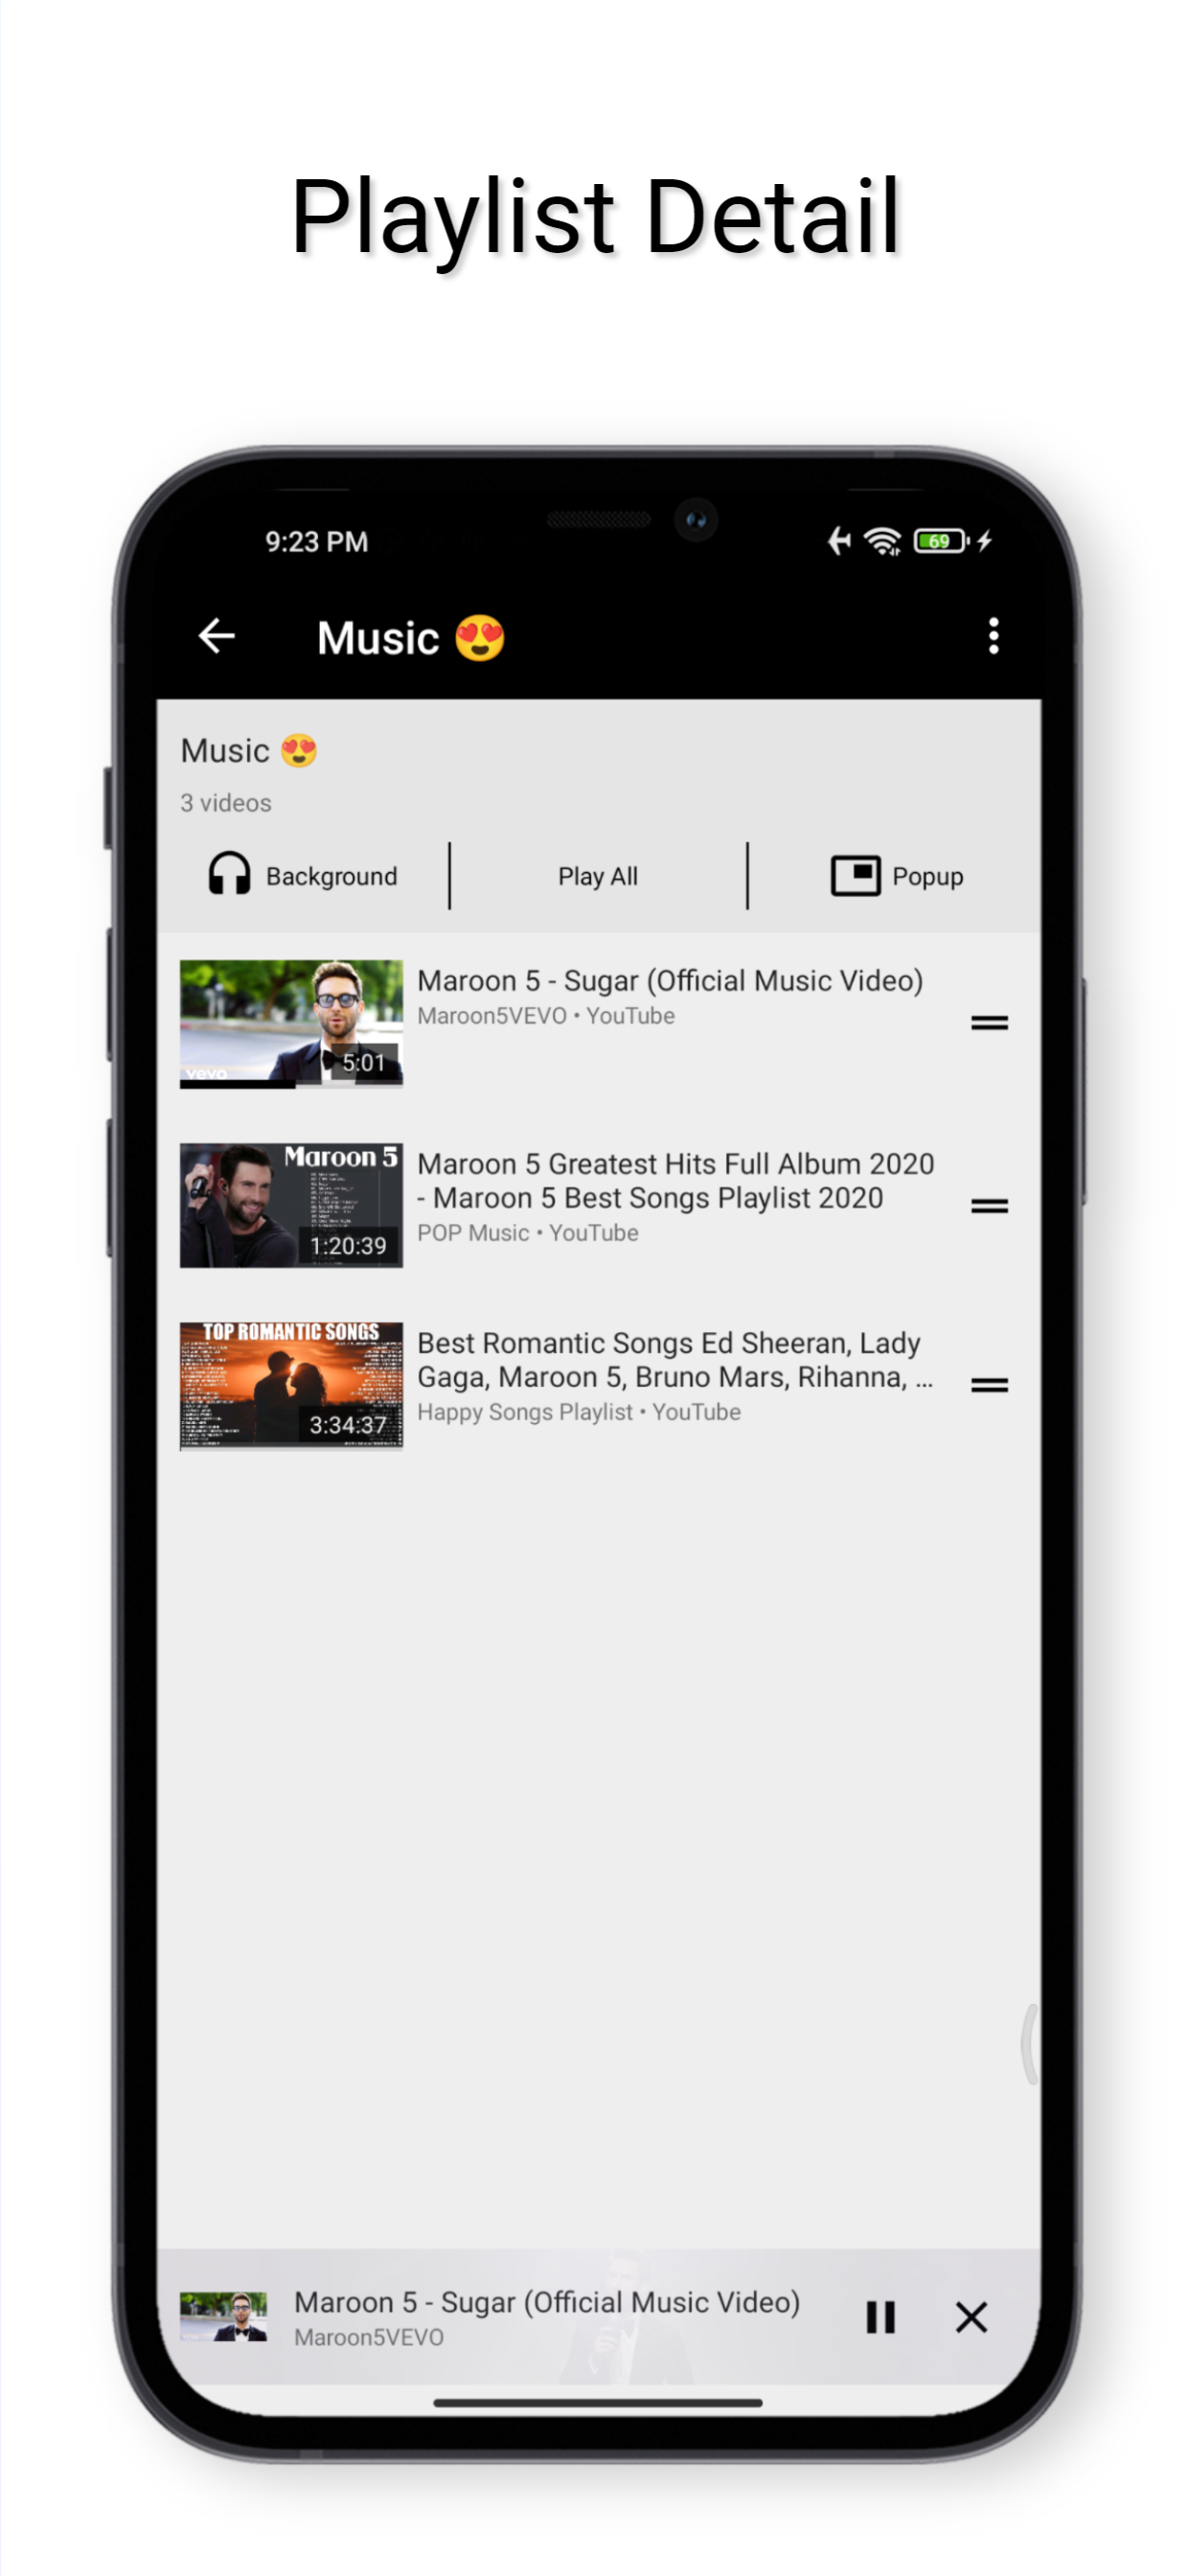 Playlist Detail
9:23 PM
69
Music 😍
Music 😍
3 videos
Background
Play All
Popup
Maroon 5 - Sugar (Official Music Video)
Maroon5VEVO • YouTube
vevo
5:01
Maroon 5
1:20:39
Maroon 5 Greatest Hits Full Album 2020
- Maroon 5 Best Songs Playlist 2020
POP Music • YouTube
TOP ROMANTIC SONGS
3:34:37
Best Romantic Songs Ed Sheeran, Lady
Gaga, Maroon 5, Bruno Mars, Rihanna, ...
Happy Songs Playlist • YouTube
Maroon 5 - Sugar (Official Music Video)
Maroon5VEVO